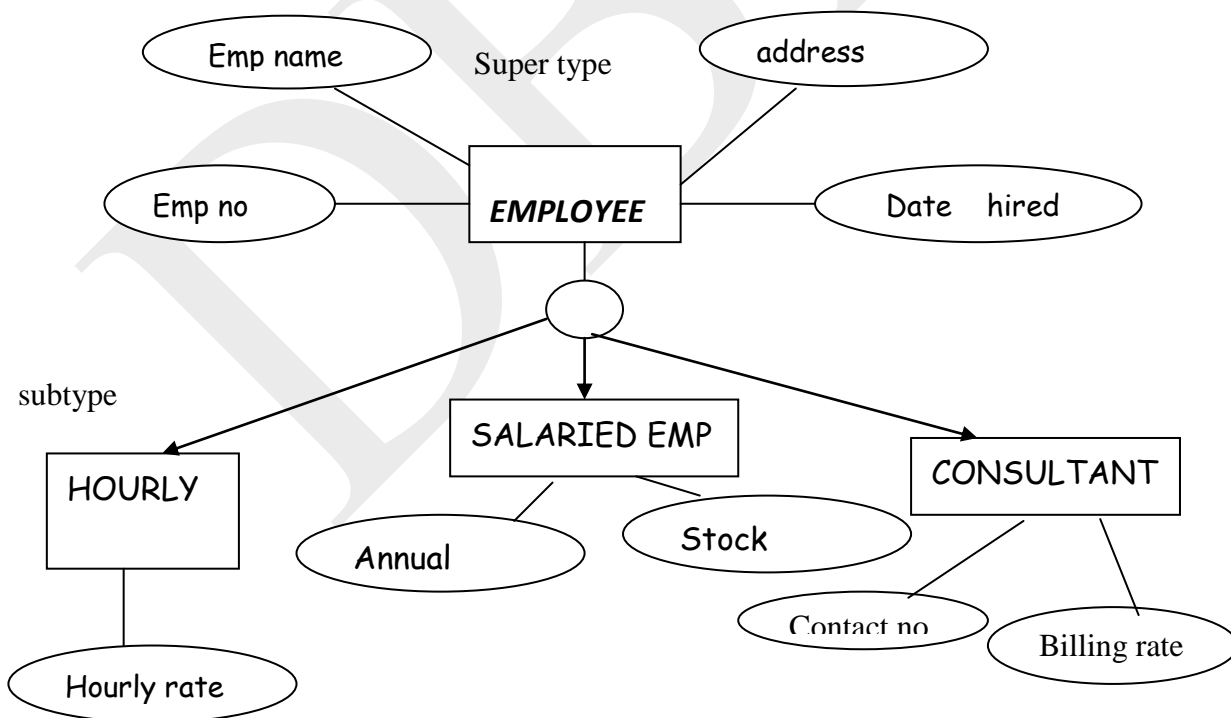 Emp name
Super type
address
Emp no
EMPLOYEE
Date hired
subtype
HOURLY
SALARIED EMP
CONSULTANT
Annual
Stock
Contact no
Billing rate
Hourly rate